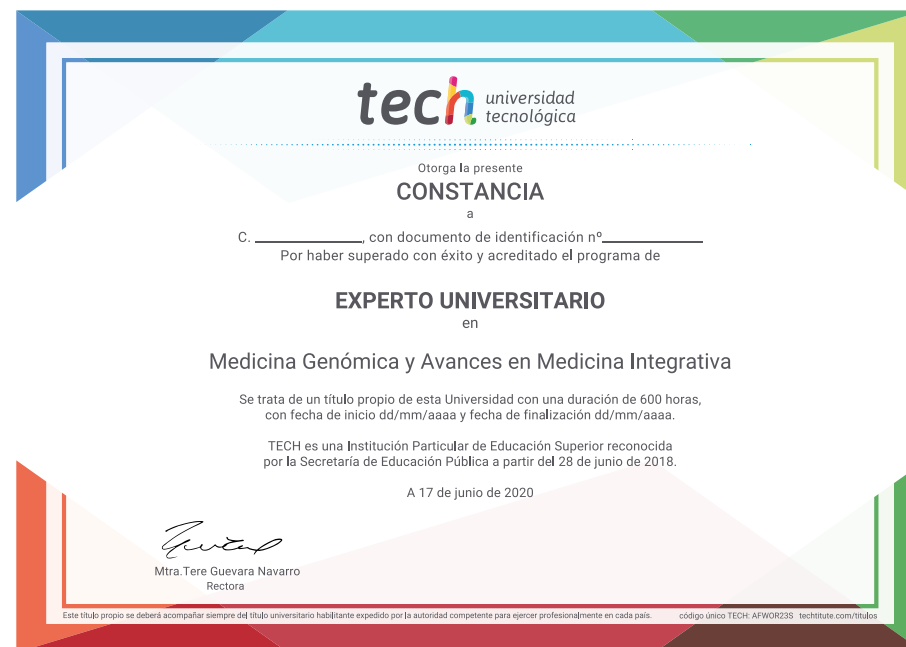 tech universidad
tecnológica
Otorga la presente
CONSTANCIA
a
C. ____________, con documento de identificación nº____________
Por haber superado con éxito y acreditado el programa de
EXPERTO UNIVERSITARIO
en
Medicina Genómica y Avances en Medicina Integrativa
Se trata de un título propio de esta Universidad con una duración de 600 horas,
con fecha de inicio dd/mm/aaaa y fecha de finalización dd/mm/aaaa.
TECH es una Institución Particular de Educación Superior reconocida
por la Secretaría de Educación Pública a partir del 28 de junio de 2018.
A 17 de junio de 2020
Mtra.Tere Guevara Navarro
Rectora
Este título propio se deberá acompañar siempre del título universitario habilitante expedido por la autoridad competente para ejercer profesionalmente en cada país. código único TECH: AFWOR23S techtitute.com/titulos